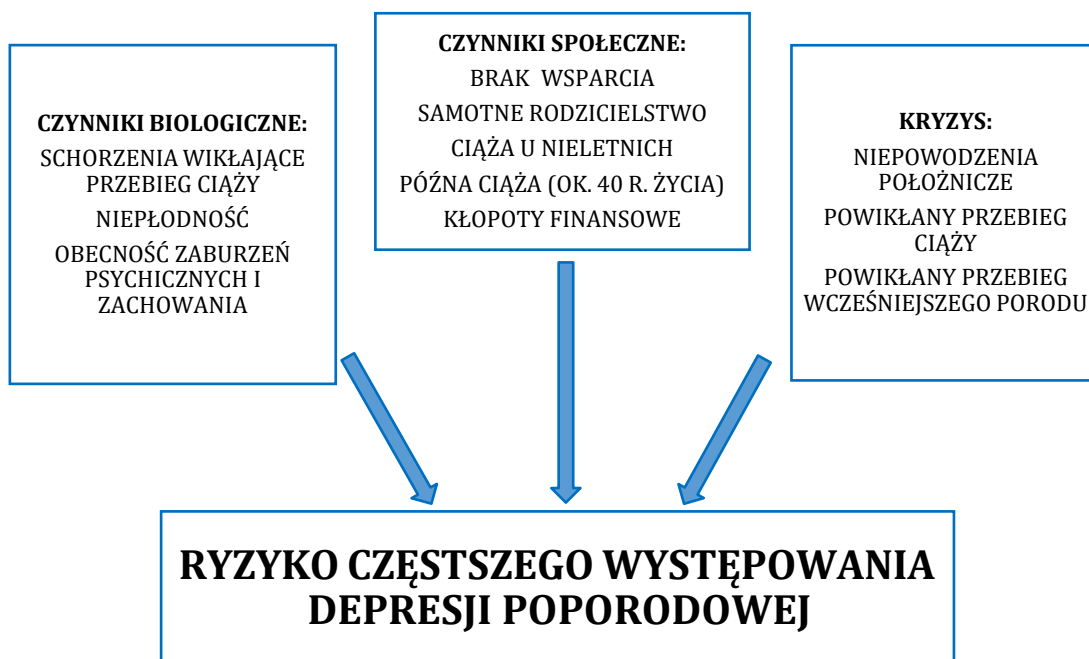 CZYNNIKI BIOLOGICZNE:
SCHORZENIA WIKŁAJĄCE
PRZEBIEG CIĄŻY
NIEPŁODNOŚĆ
OBECNOŚĆ ZABURZEŃ
PSYCHICZNYCH I
ZACHOWANIA
CZYNNIKI SPOŁECZNE:
BRAK WSPARCIA
SAMOTNE RODZICIELSTWO
CIĄŻA U NIELETNICH
PÓŹNA CIĄŻA (OK. 40 R. ŻYCIA)
KŁOPOTY FINANSOWE
KRYZYS:
NIEPOWODZENIA
POŁOŻNICZE
POWIKŁANY PRZEBIEG
CIĄŻY
POWIKŁANY PRZEBIEG
WCZEŚNIEJSZEGO PORODU
RYZYKO CZĘSTSZEGO WYSTĘPOWANIA
DEPRESJI POPORODOWEJ